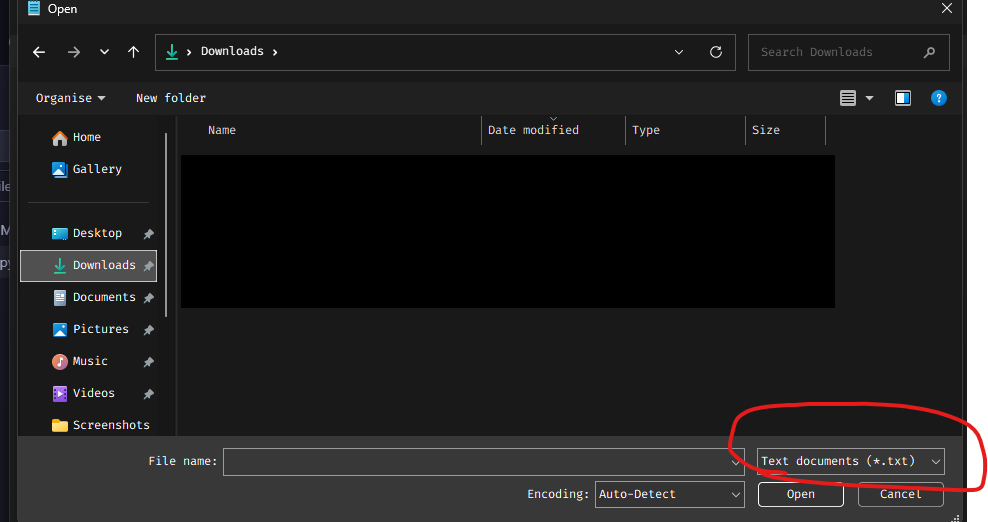 Open
Downloads
Search Downloads
Organise
New folder
Name
Date modified
Type
Size
Home
Gallery
Desktop
Downloads
Documents
Pictures
Music
Videos
Screenshots
File name:
Text documents (*.txt)
Encoding:
Auto-Detect
Open
Cancel